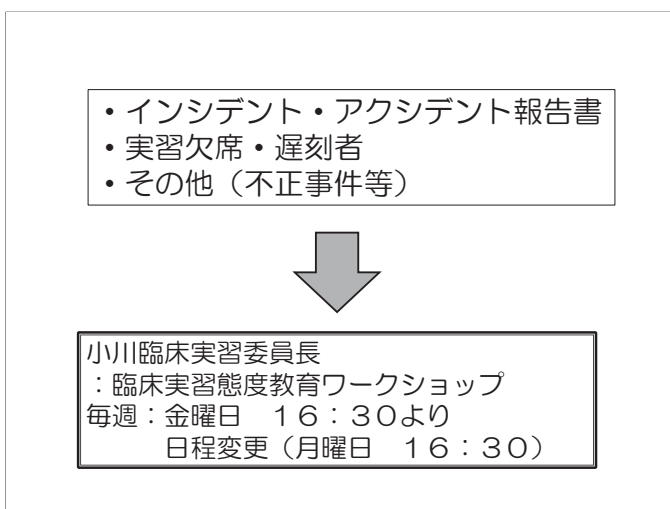 ・インシデント・アクシデント報告書
・実習欠席・遅刻者
・その他（不正事件等）
小川臨床実習委員長
：臨床実習態度教育ワークショップ
毎週：金曜日　１６：３０より
日程変更（月曜日　１６：３０）